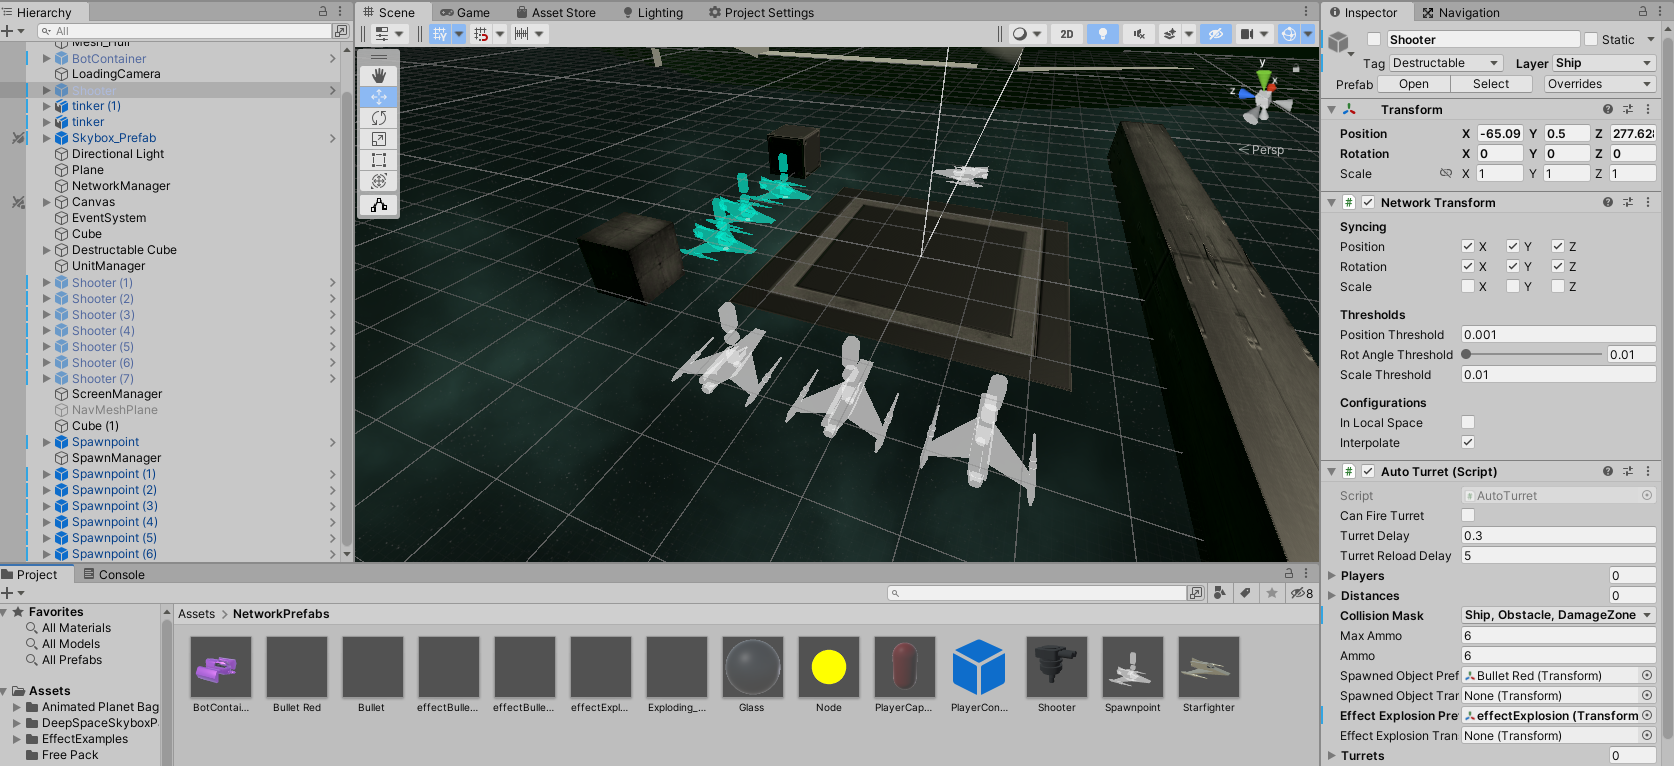 Hierarchy
All
Mesh_Hull
BotContainer
LoadingCamera
Shooter
tinker (1)
tinker
Skybox_Prefab
Directional Light
Plane
NetworkManager
Canvas
EventSystem
Cube
Destructable Cube
UnitManager
Shooter (1)
Shooter (2)
Shooter (3)
Shooter (4)
Shooter (5)
Shooter (6)
Shooter (7)
ScreenManager
NavMeshPlane
Cube (1)
Spawnpoint
SpawnManager
Spawnpoint (1)
Spawnpoint (2)
Spawnpoint (3)
Spawnpoint (4)
Spawnpoint (5)
Spawnpoint (6)
Scene Game Asset Store Lighting Project Settings
2D
y
x
z
Persp
Project Console
8
Favorites
All Materials
All Models
All Prefabs
Assets
Animated Planet Bag
DeepSpaceSkyboxP
EffectExamples
Free Pack
Assets > NetworkPrefabs
BotContai... Bullet Red Bullet effectBulle... effectBulle... effectExpl... Exploding_... Glass Node PlayerCap... PlayerCon... Shooter Spawnpoint Starfighter
Inspector Navigation
Shooter Static
Tag Destructable Layer Ship
Prefab Open Select Overrides
Transform
Position X -65.09 Y 0.5 Z 277.628
Rotation X 0 Y 0 Z 0
Scale X 1 Y 1 Z 1
# Network Transform
Syncing
Position X Y Z
Rotation X Y Z
Scale X Y Z
Thresholds
Position Threshold 0.001
Rot Angle Threshold 0.01
Scale Threshold 0.01
Configurations
In Local Space
Interpolate
# Auto Turret (Script)
Script # AutoTurret
Can Fire Turret
Turret Delay 0.3
Turret Reload Delay 5
Players 0
Distances 0
Collision Mask Ship, Obstacle, DamageZone
Max Ammo 6
Ammo 6
Spawned Object Pref Bullet Red (Transform)
Spawned Object Tran None (Transform)
Effect Explosion Pre effectExplosion (Transform
Effect Explosion Tran None (Transform)
Turrets 0